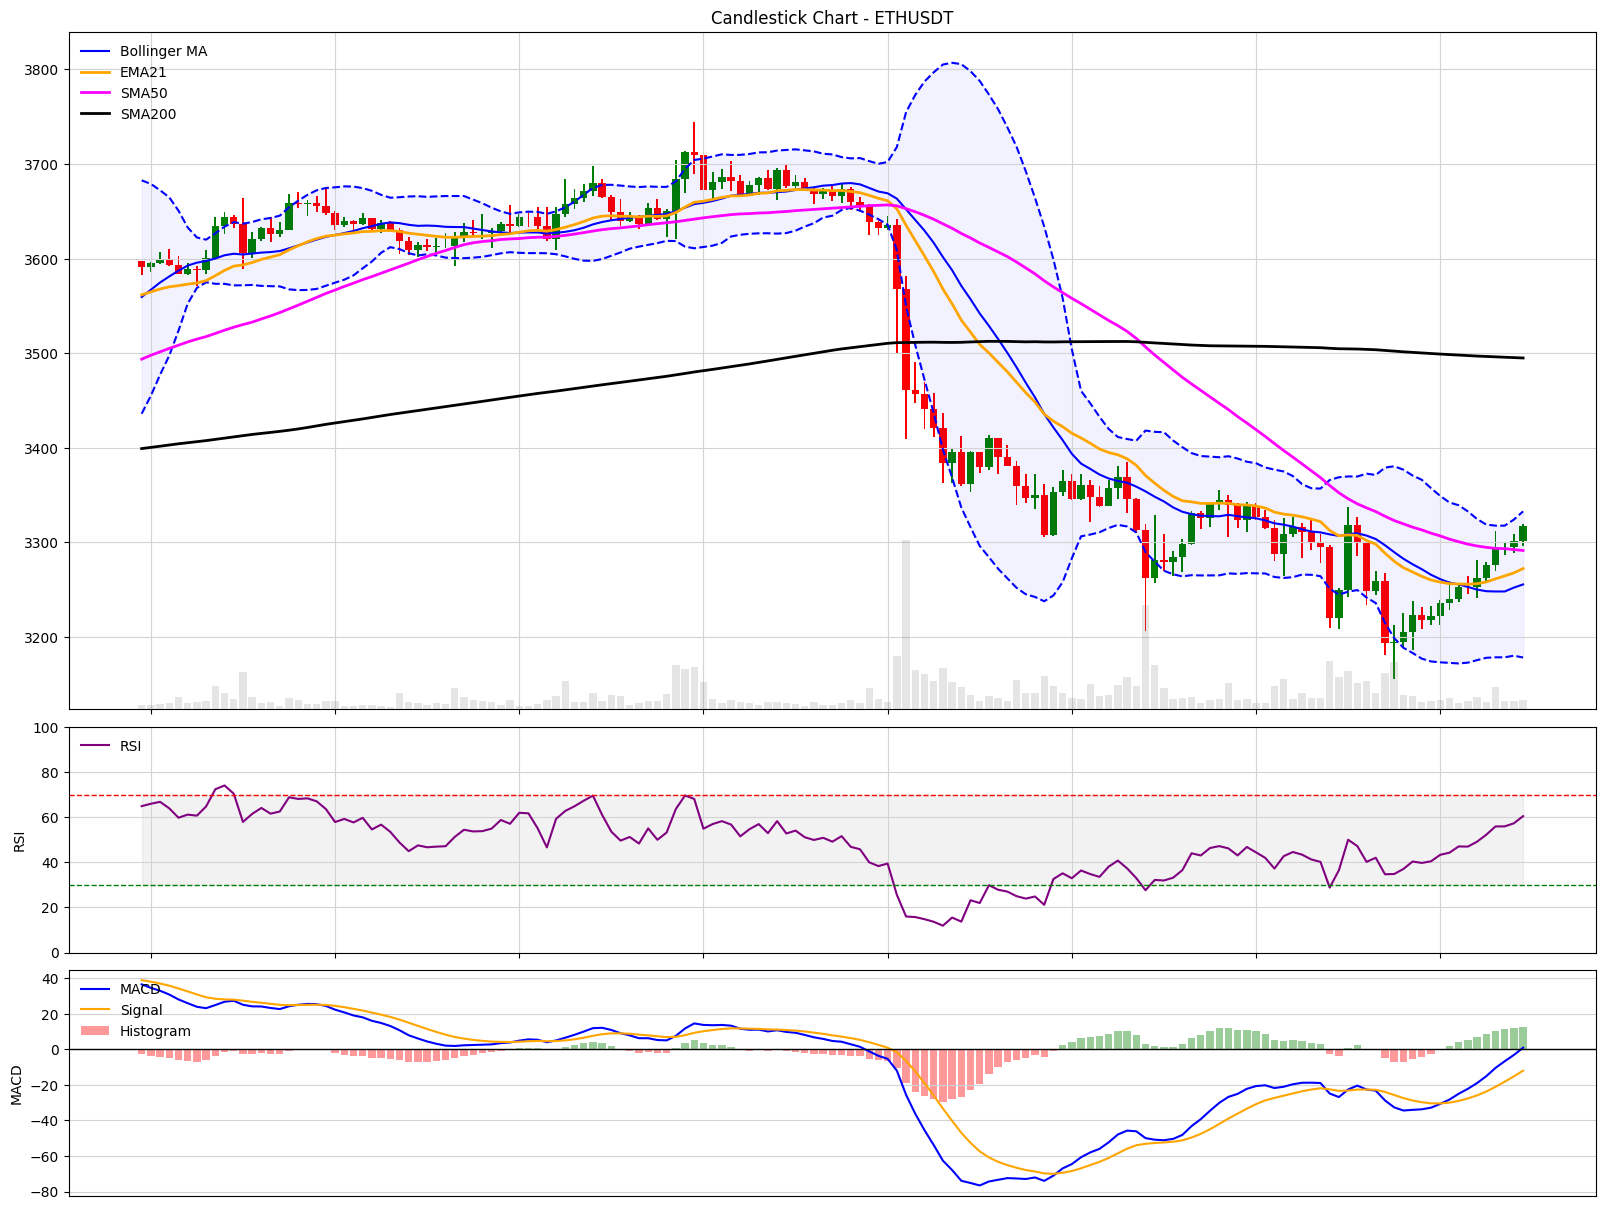 Candlestick Chart - ETHUSDT
Bollinger MA
EMA21
SMA50
SMA200
3800
3700
3600
3500
3400
3300
3200
RSI
100
80
60
40
20
0
RSI
MACD
Signal
Histogram
40
20
0
−20
−40
−60
−80
MACD